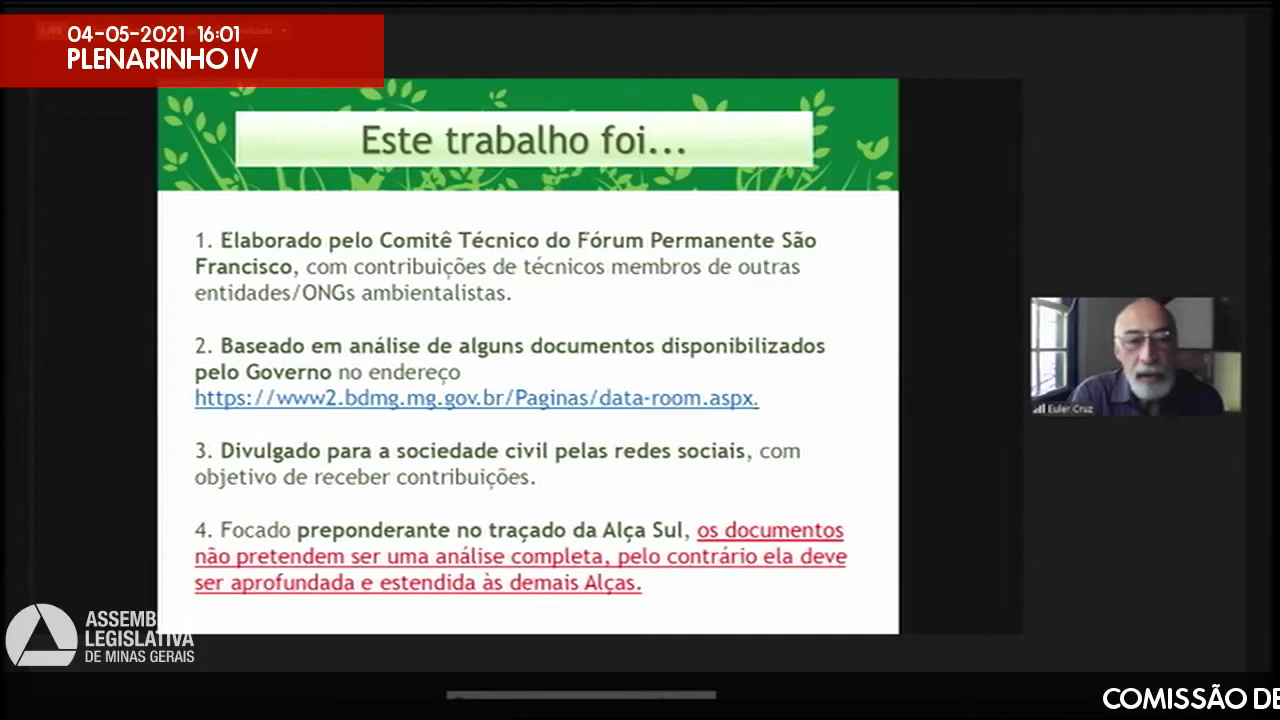 04-05-2021 16:01
PLENARINHO IV
Este trabalho foi...
1. Elaborado pelo Comitê Técnico do Fórum Permanente São
Francisco, com contribuições de técnicos membros de outras
entidades/ONGs ambientalistas.
2. Baseado em análise de alguns documentos disponibilizados
pelo Governo no endereço
https://www2.bdmg.mg.gov.br/Paginas/data-room.aspx.
3. Divulgado para a sociedade civil pelas redes sociais, com
objetivo de receber contribuições.
4. Focado preponderante no traçado da Alça Sul, os documentos
não pretendem ser uma análise completa, pelo contrário ela deve
ser aprofundada e estendida às demais Alças.
Euler Cruz
ASSEMB
LEGISLATIVA
DE MINAS GERAIS
COMISSÃO DE